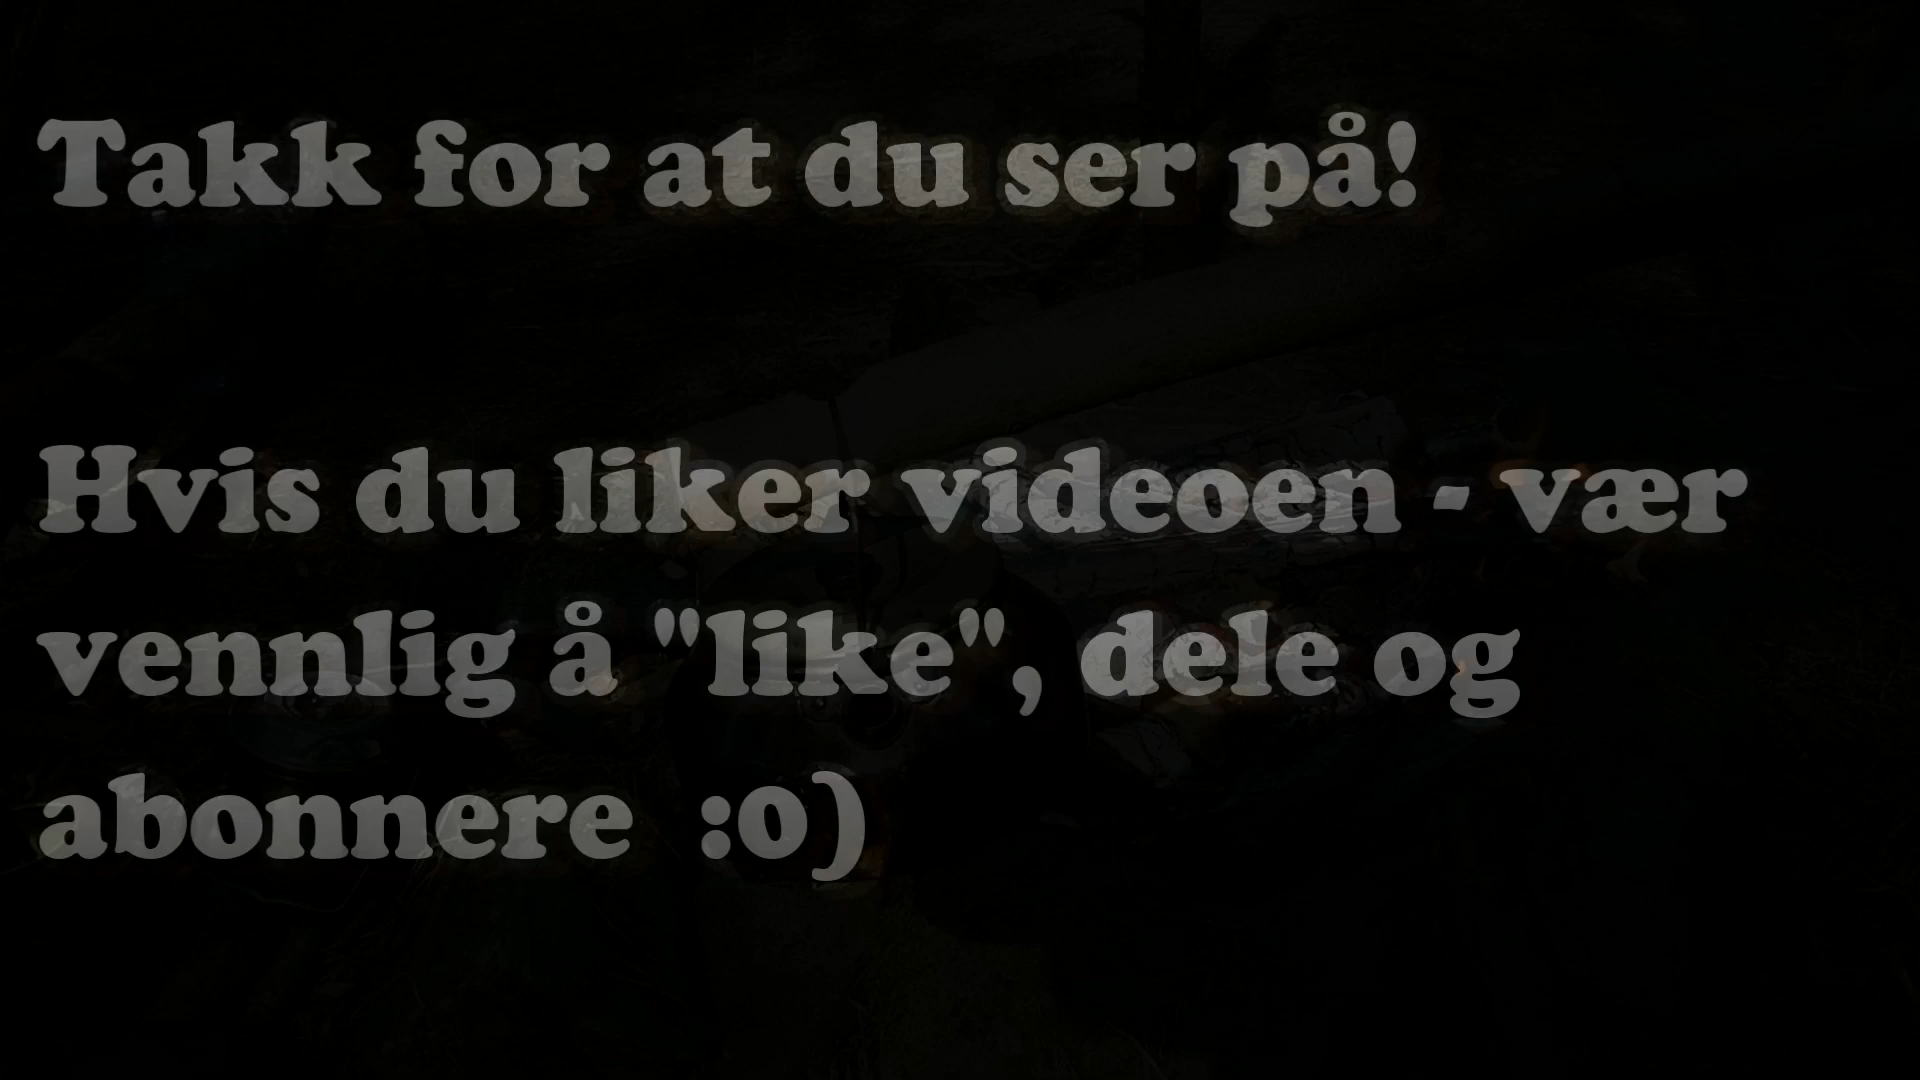 Takk for at du ser på!
Hvis du liker videoen - vær
vennlig å "like", dele og
abonnere :o)